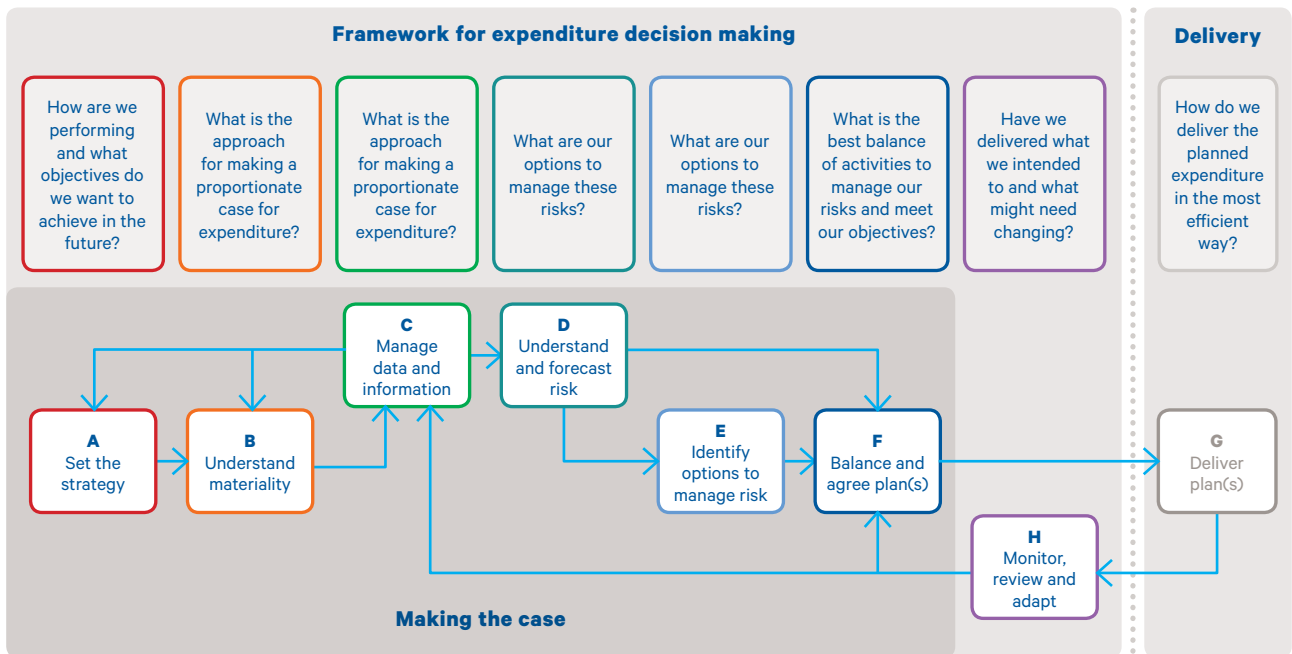 Framework for expenditure decision making
Delivery
How are we
performing
and what
objectives do
we want to
achieve in the
future?
What is the
approach
for making a
proportionate
case for
expenditure?
What is the
approach
for making a
proportionate
case for
expenditure?
What are our
options to
manage these
risks?
What are our
options to
manage these
risks?
What is the
best balance
of activities to
manage our
risks and meet
our objectives?
Have we
delivered what
we intended
to and what
might need
changing?
How do we
deliver the
planned
expenditure
in the most
efficient
way?
A
Set the
strategy
B
Understand
materiality
C
Manage
data and
information
D
Understand
and forecast
risk
E
Identify
options to
manage risk
F
Balance and
agree plan(s)
G
Deliver
plan(s)
H
Monitor,
review and
adapt
Making the case